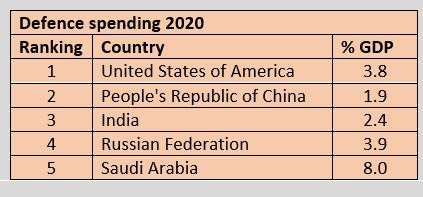 Defence spending 2020
Ranking Country % GDP
1 United States of America 3.8
2 People's Republic of China 1.9
3 India 2.4
4 Russian Federation 3.9
5 Saudi Arabia 8.0